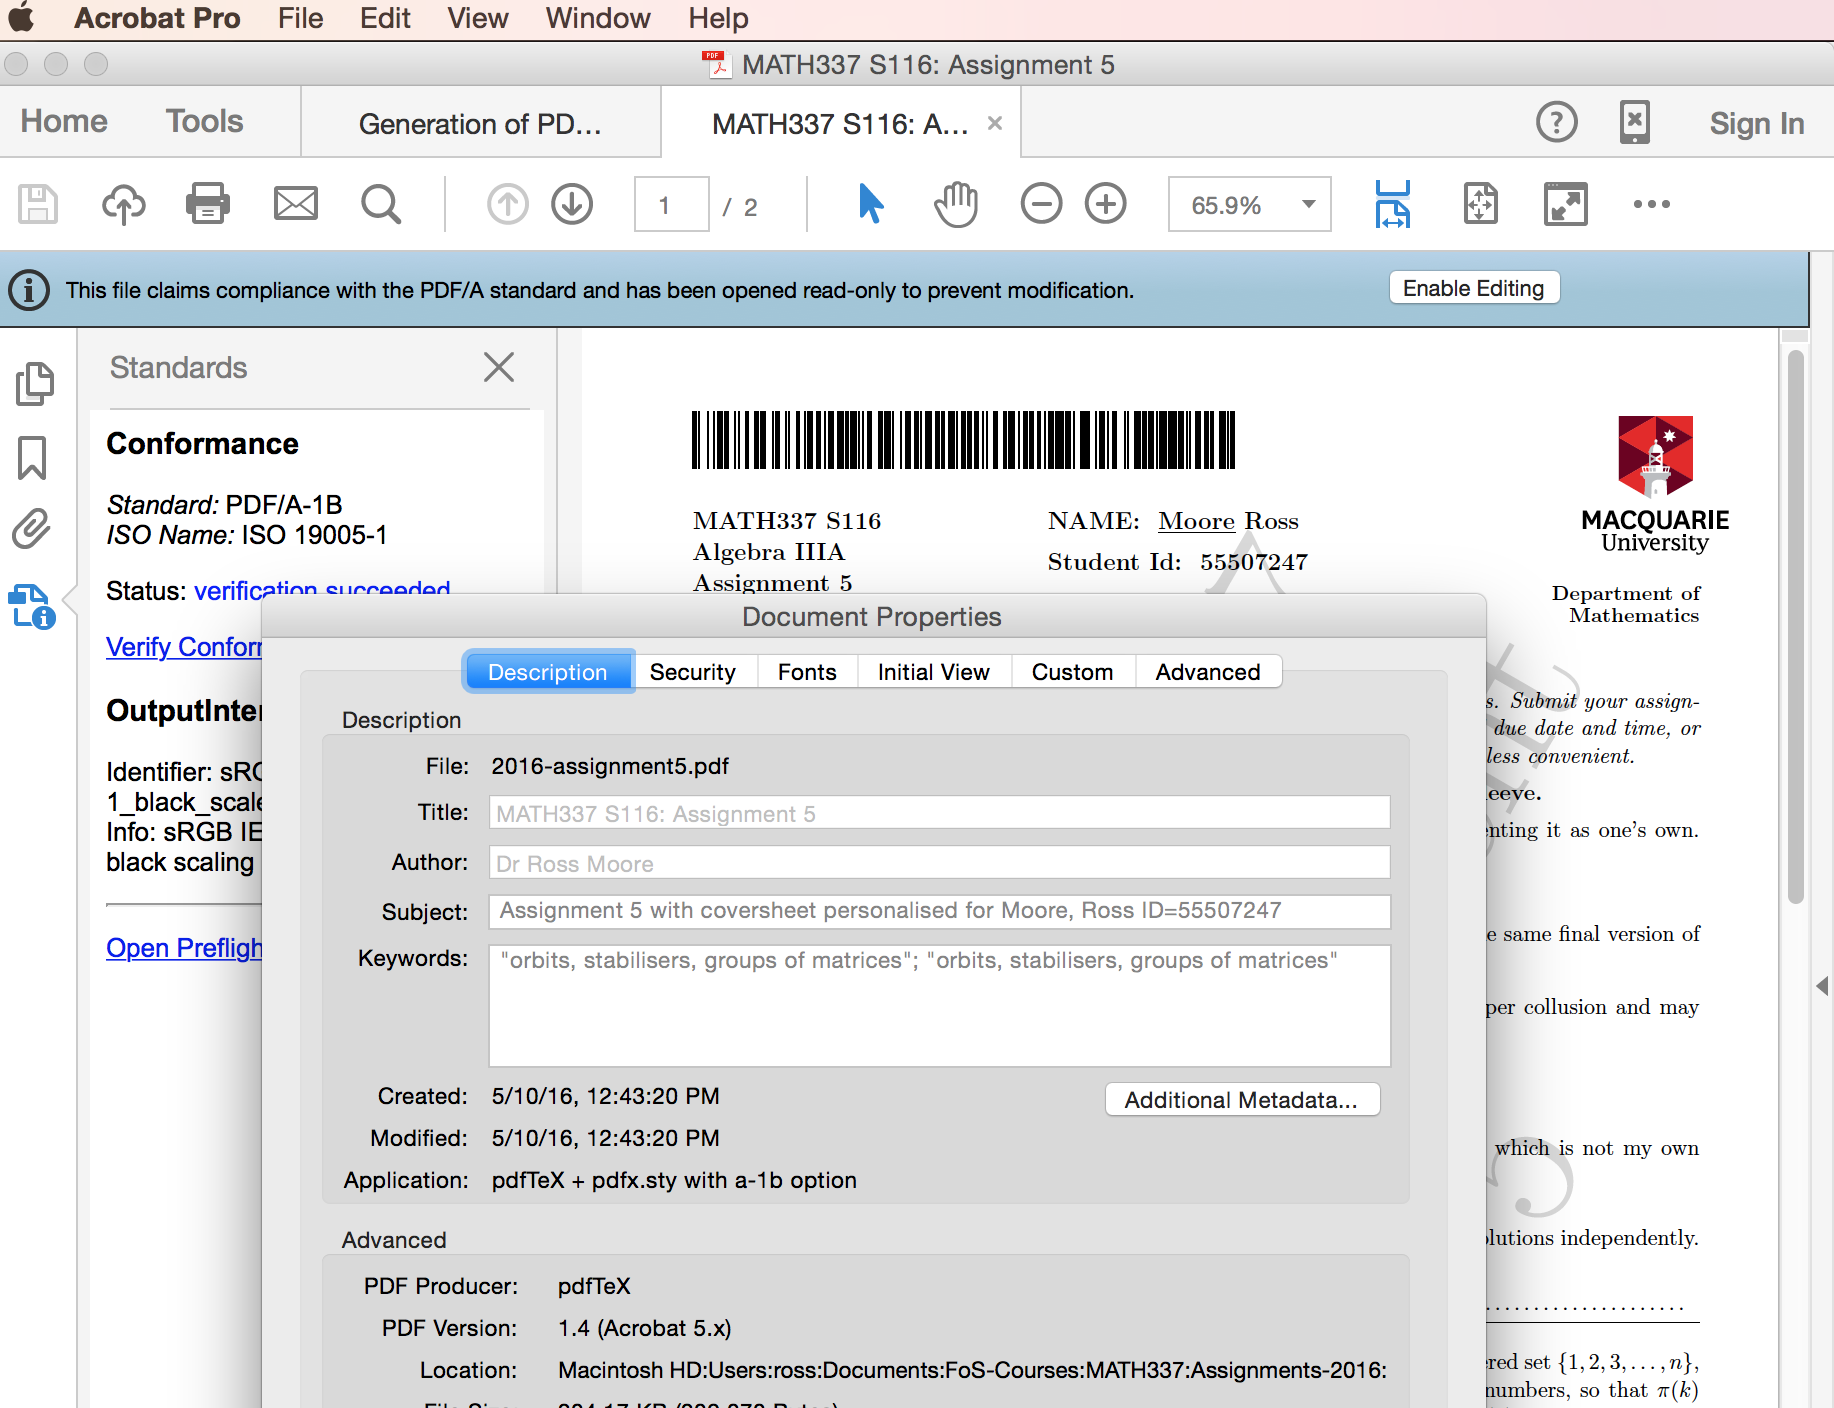 Acrobat Pro File Edit View Window Help
MATH337 S116: Assignment 5
Home Tools Generation of PD... MATH337 S116: A... × Sign In
1 / 2 65.9%
This file claims compliance with the PDF/A standard and has been opened read-only to prevent modification. Enable Editing
Standards
Conformance
Standard: PDF/A-1B
ISO Name: ISO 19005-1
Status: verification succeeded
Verify Confor
OutputInte
Identifier: sRG
1_black_scale
Info: sRGB IE
black scaling
Open Preflig
MATH337 S116
Algebra IIIA
Assignment 5
NAME: Moore Ross
Student Id: 55507247
MACQUARIE
University
Department of
Mathematics
s. Submit your assign-
due date and time, or
less convenient.
eeve.
nting it as one's own.
e same final version of
per collusion and may
which is not my own
lutions independently.
......................
red set {1, 2, 3, . . . , n},
numbers, so that π(k)
Document Properties
Description Security Fonts Initial View Custom Advanced
Description
File: 2016-assignment5.pdf
Title: MATH337 S116: Assignment 5
Author: Dr Ross Moore
Subject: Assignment 5 with coversheet personalised for Moore, Ross ID=55507247
Keywords: "orbits, stabilisers, groups of matrices"; "orbits, stabilisers, groups of matrices"
Created: 5/10/16, 12:43:20 PM
Additional Metadata...
Modified: 5/10/16, 12:43:20 PM
Application: pdfTeX + pdfx.sty with a-1b option
Advanced
PDF Producer: pdfTeX
PDF Version: 1.4 (Acrobat 5.x)
Location: Macintosh HD:Users:ross:Documents:FoS-Courses:MATH337:Assignments-2016: